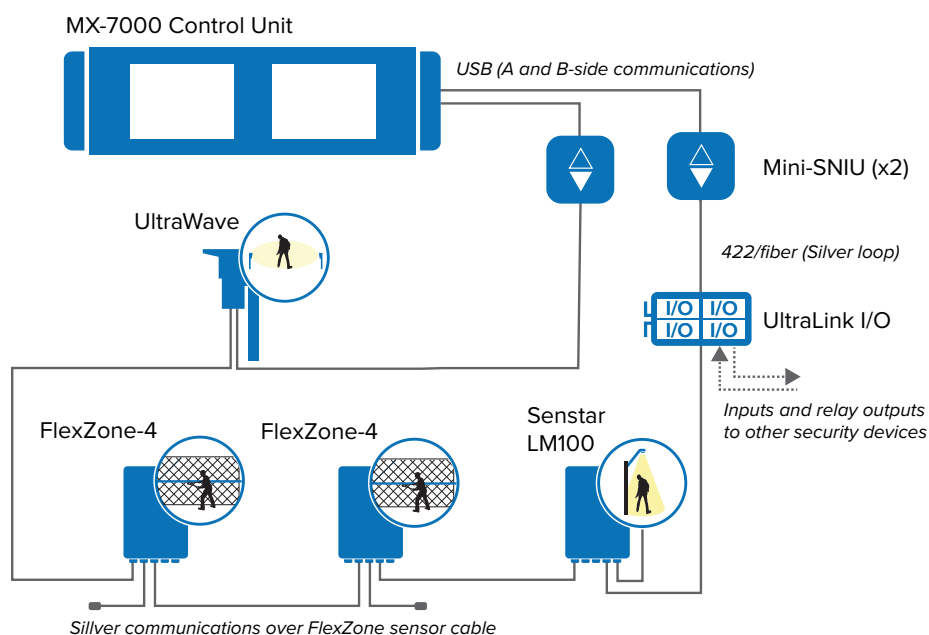 MX-7000 Control Unit
USB (A and B-side communications)
Mini-SNIU (x2)
UltraWave
422/fiber (Silver loop)
I/O I/O
I/O I/O
UltraLink I/O
Inputs and relay outputs
to other security devices
FlexZone-4
FlexZone-4
Senstar
LM100
Sillver communications over FlexZone sensor cable